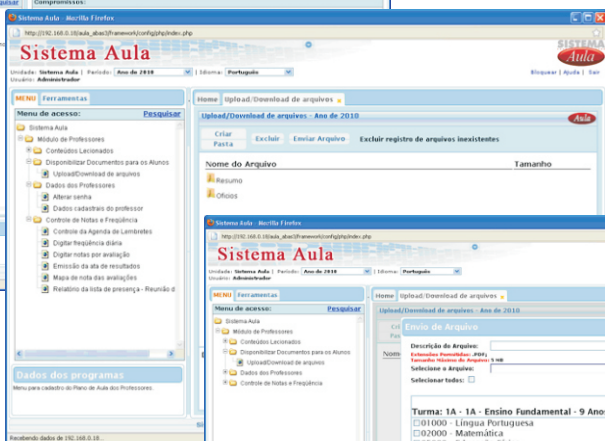 quisar
Compromissos:
Sistema Aula - Mozilla Firefox
http://192.168.0.18/aula_abas3/framework/config/php/index.php
Sistema Aula
SISTEMA
Aula
Unidade: Sistema Aula | Período: Ano de 2010 | Idioma: Português
Usuário: Administrador
Bloquear | Ajuda | Sair
MENU Ferramentas
Home Upload/Download de arquivos
Menu de acesso: Pesquisar
Upload/Download de arquivos - Ano de 2010
Aula
Criar Pasta
Excluir
Enviar Arquivo
Excluir registro de arquivos inexistentes
Nome do Arquivo Tamanho
Resumo
Oficios
Sistema Aula
Módulo de Professores
Conteúdos Lecionados
Disponibilizar Documentos para os Alunos
Upload/Download de arquivos
Dados dos Professores
Alterar senha
Dados cadastrais do professor
Controle de Notas e Freqüência
Controle da Agenda de Lembretes
Digitar freqüência diária
Digitar notas por avaliação
Emissão da ata de resultados
Mapa de nota das avaliações
Relatório da lista de presença - Reunião d
Dados dos programas
Menu para cadastro do Plano de Aula dos Professores.
Recebendo dados de 192.168.0.18...
Sistema Aula - Mozilla Firefox
http://192.168.0.18/aula_abas3/framework/config/php/index.php
Sistema Aula
Unidade: Sistema Aula | Período: Ano de 2010 | Idioma: Português
Usuário: Administrador
MENU Ferramentas
Home Upload/Download de arquivos
Menu de acesso: Pesquisar
Upload/Download de arquivos - Ano de 2010
Sistema Aula
Módulo de Professores
Conteúdos Lecionados
Disponibilizar Documentos para os Alunos
Upload/Download de arquivos
Dados dos Professores
Controle de Notas e Freqüência
Envio de Arquivo
Descrição do Arquivo:
Extensões Permitidas: .PDF;
Tamanho Máximo do Arquivo: 5 MB
Selecione o Arquivo:
Selecionar todas:
Turma: 1A - 1A - Ensino Fundamental - 9 Ano
01000 - Língua Portuguesa
02000 - Matemática